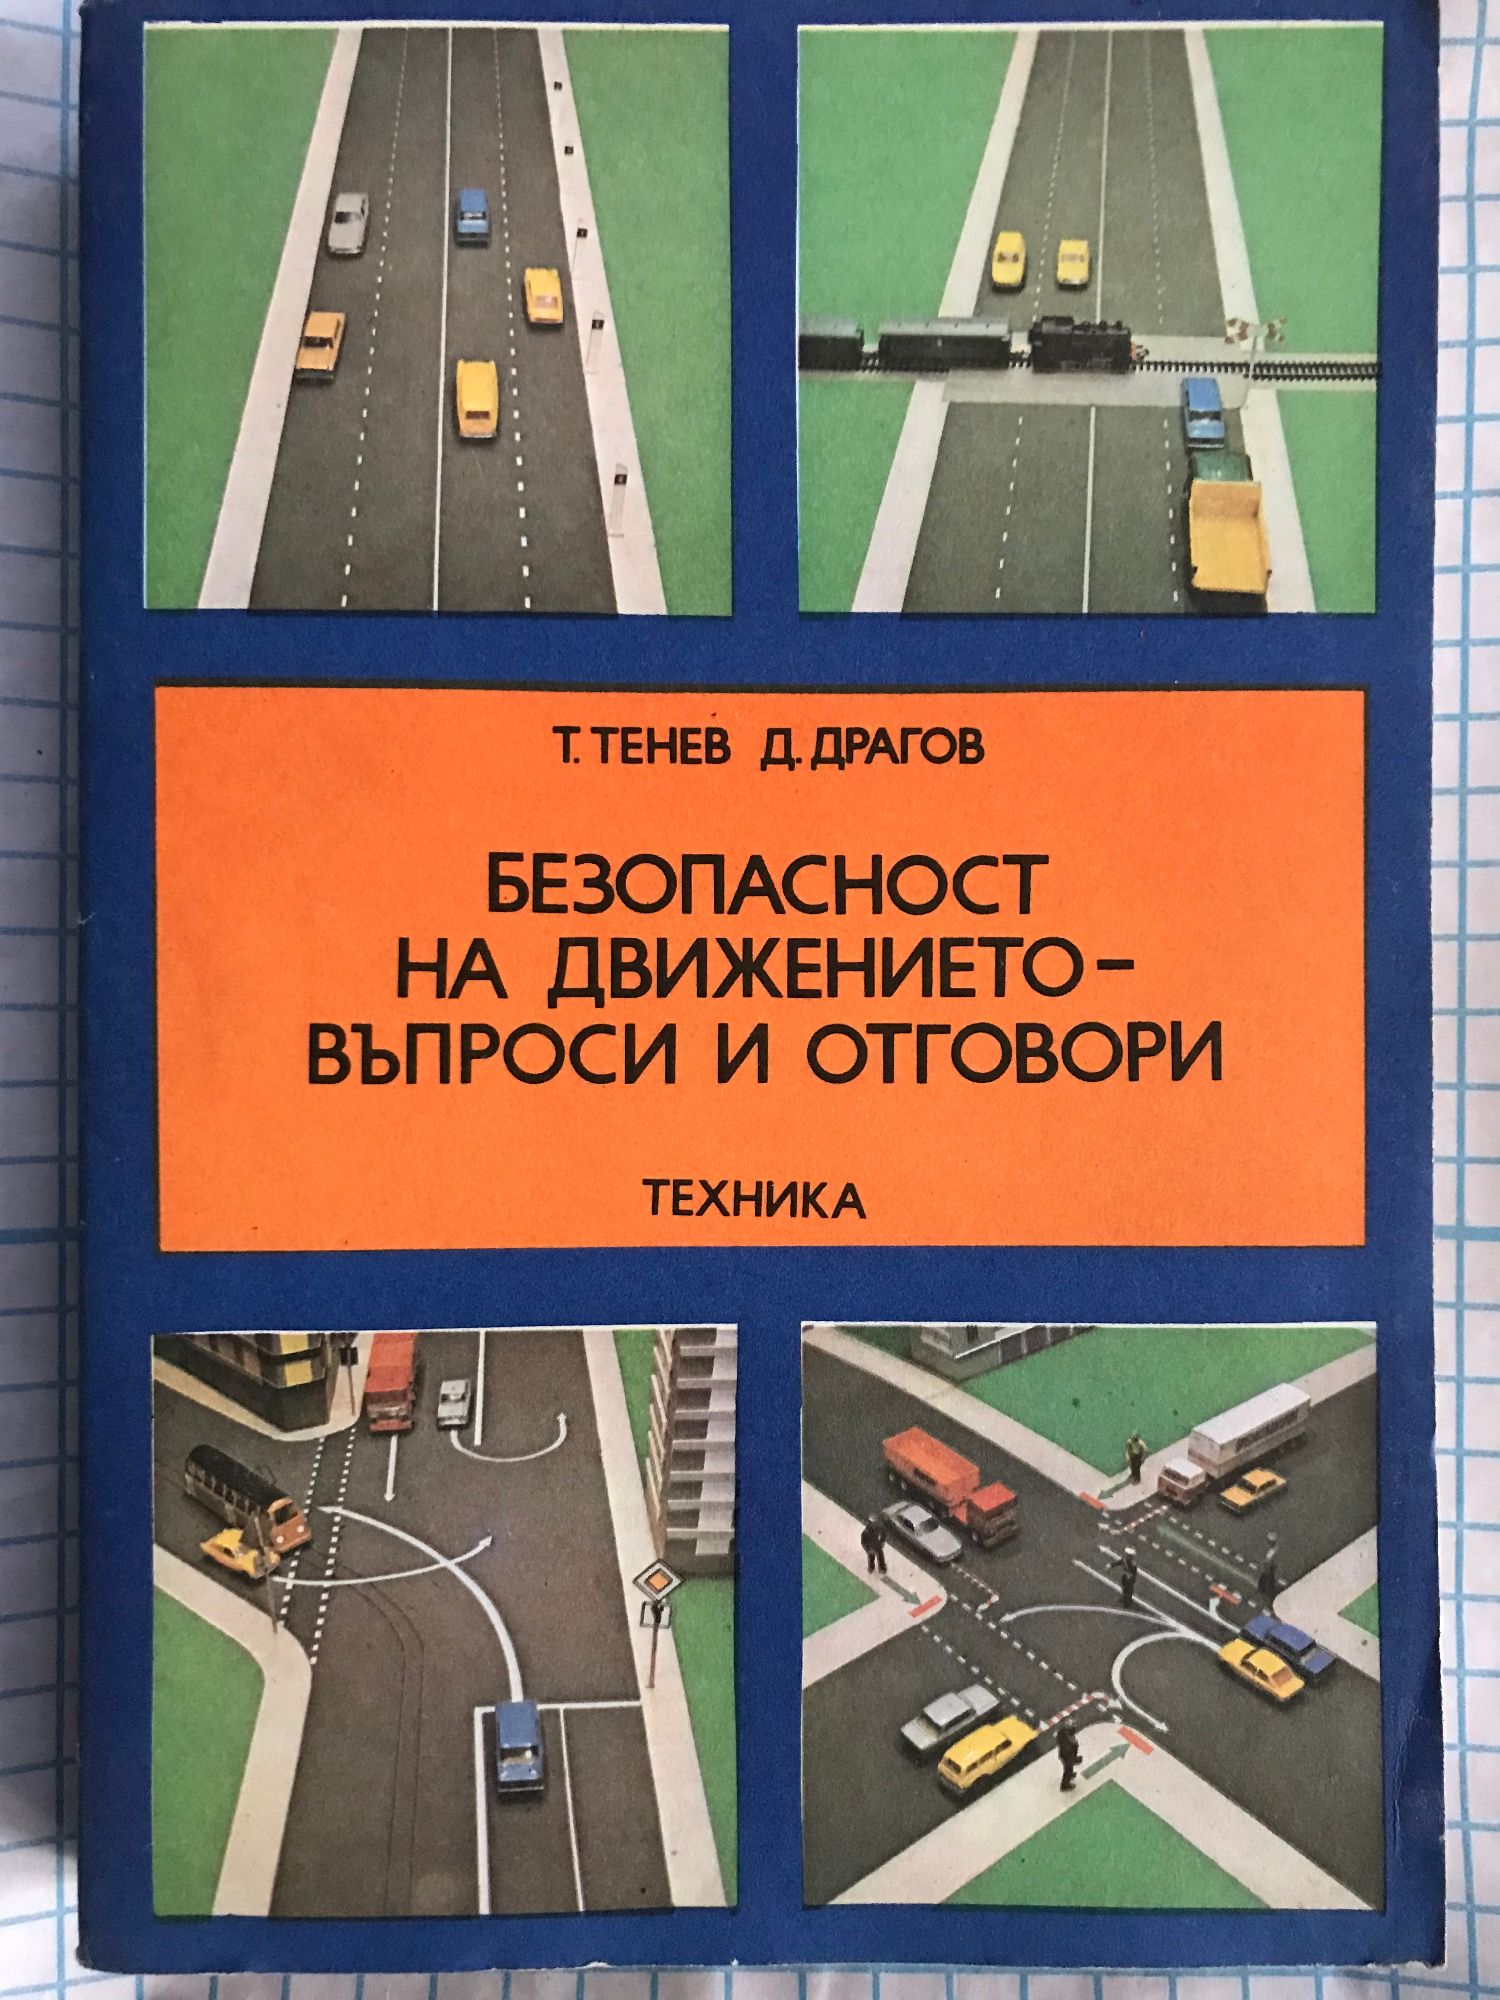 Т. ТЕНЕВ Д. ДРАГОВ
БЕЗОПАСНОСТ
НА ДВИЖЕНИЕТО-
ВЪПРОСИ И ОТГОВОРИ
ТЕХНИКА